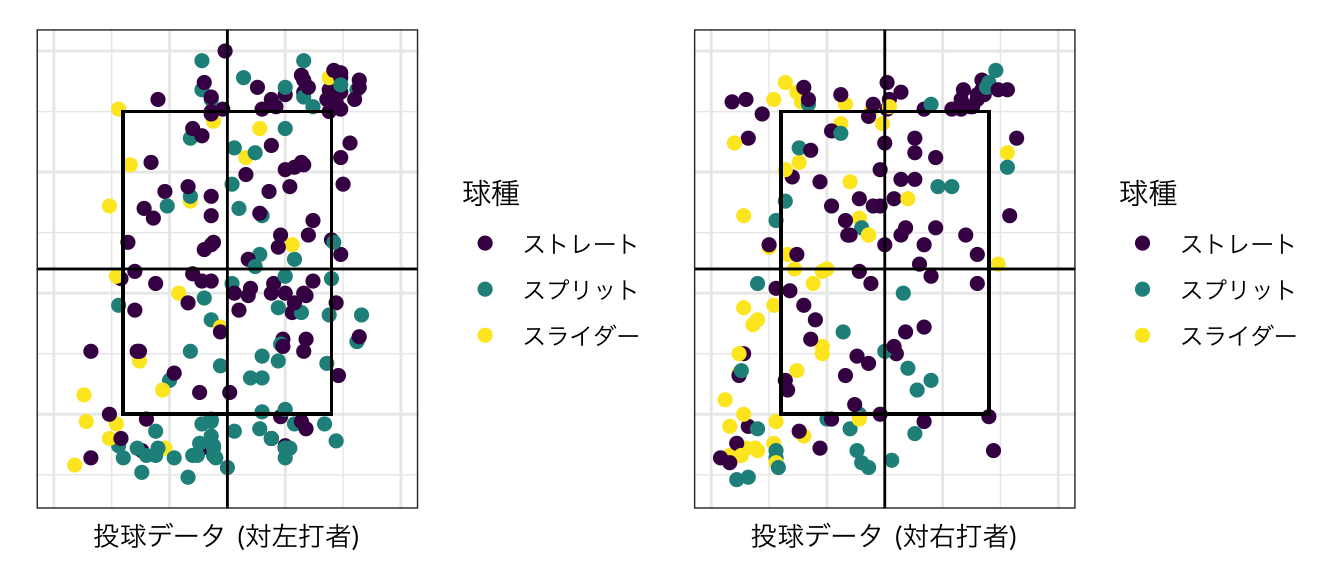 球種
ストレート
スプリット
スライダー
投球データ (対左打者)
球種
ストレート
スプリット
スライダー
投球データ (対右打者)